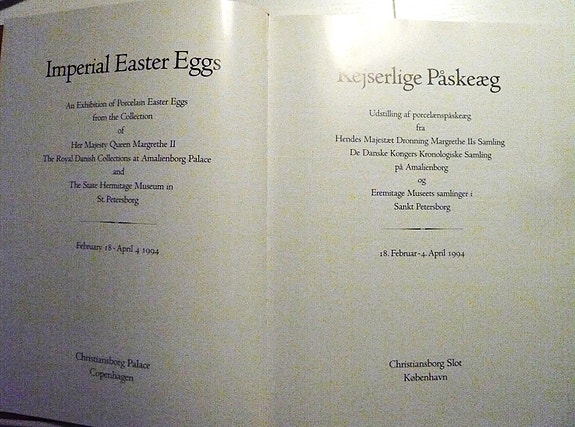 Imperial Easter Eggs
An Exhibition of Porcelain Easter Eggs
from the Collection
of
Her Majesty Queen Margrethe II
The Royal Danish Collections at Amalienborg Palace
and
The State Hermitage Museum in
St. Petersborg
February 18 - April 4 1994
Christiansborg Palace
Copenhagen
Kejserlige Påskeæg
Udstilling af porcelænspåskeæg
fra
Hendes Majestæt Dronning Margrethe IIs Samling
De Danske Kongers Kronologiske Samling
på Amalienborg
og
Eremitage Museets samlinger i
Sankt Petersborg
18. Februar-4. April 1994
Christiansborg Slot
København